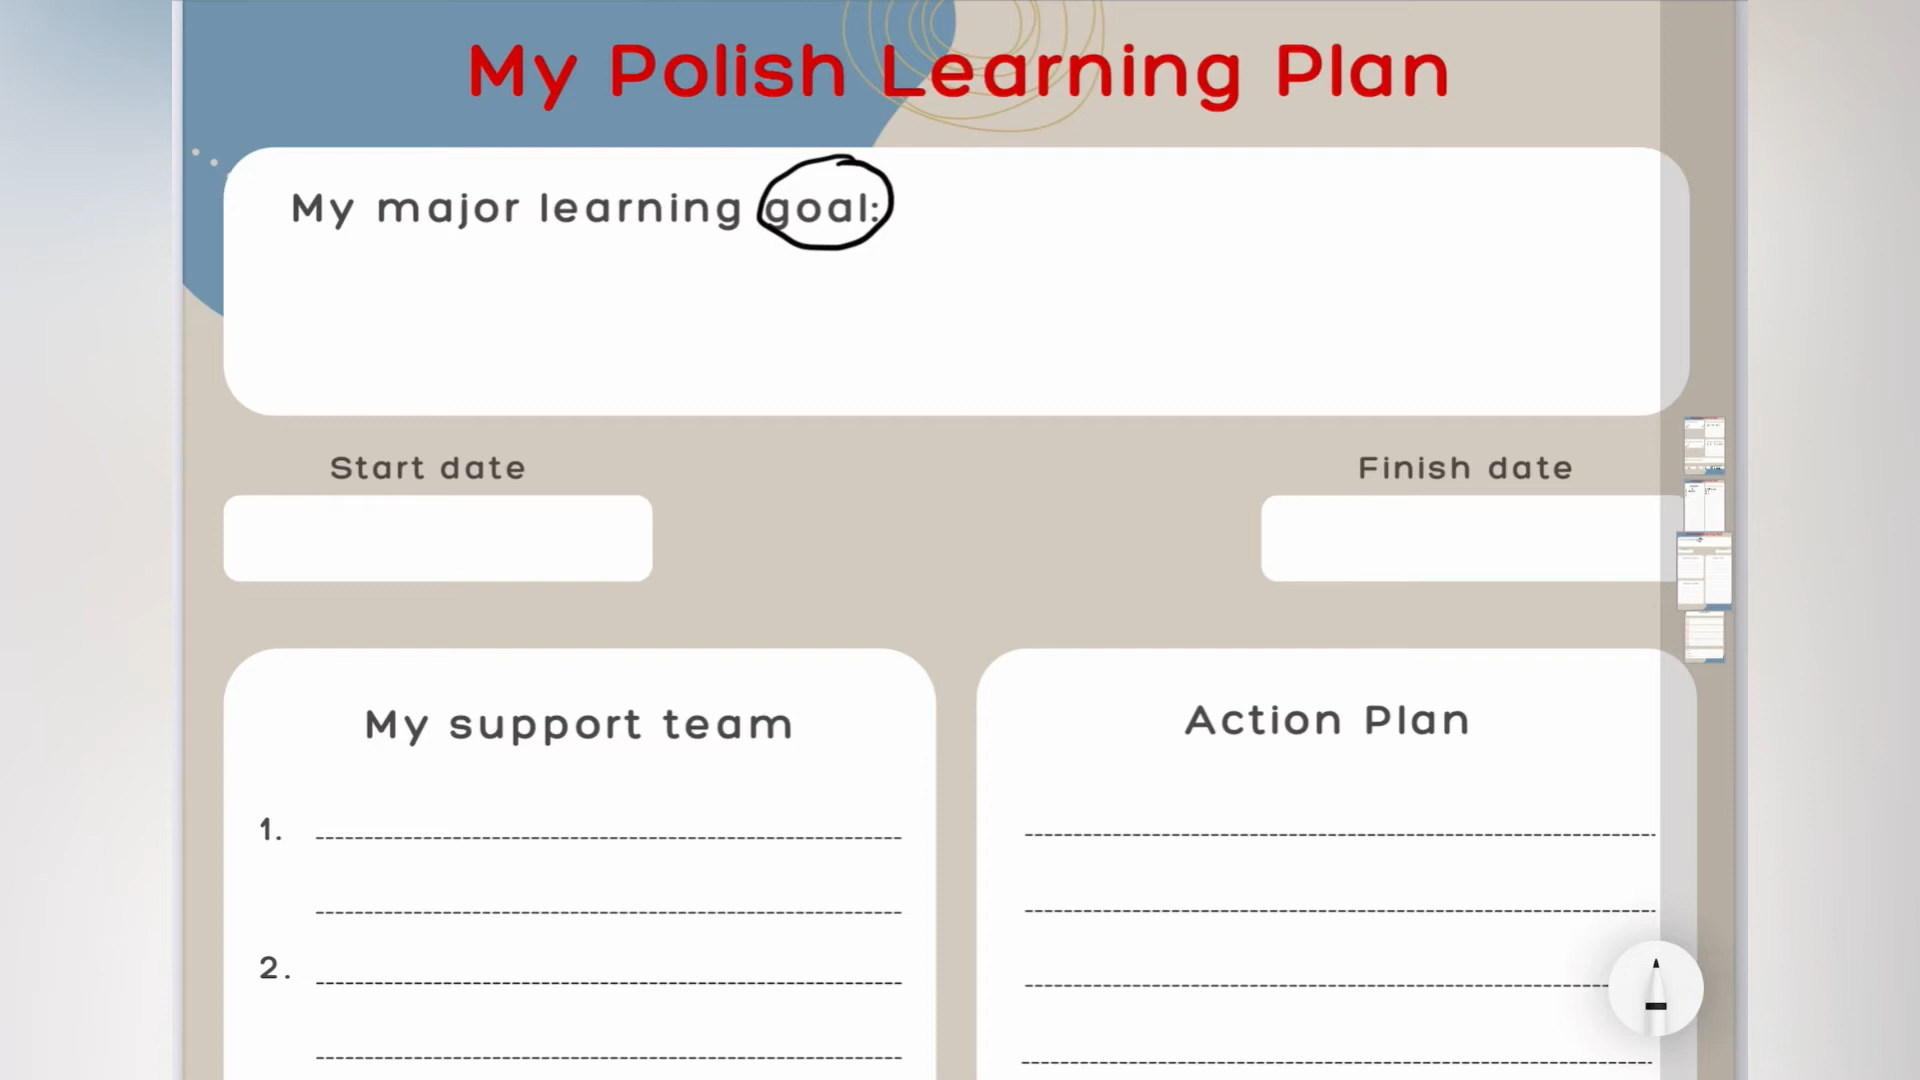 My Polish Learning Plan
My major learning goal:
Start date
Finish date
My support team
1.
2.
Action Plan